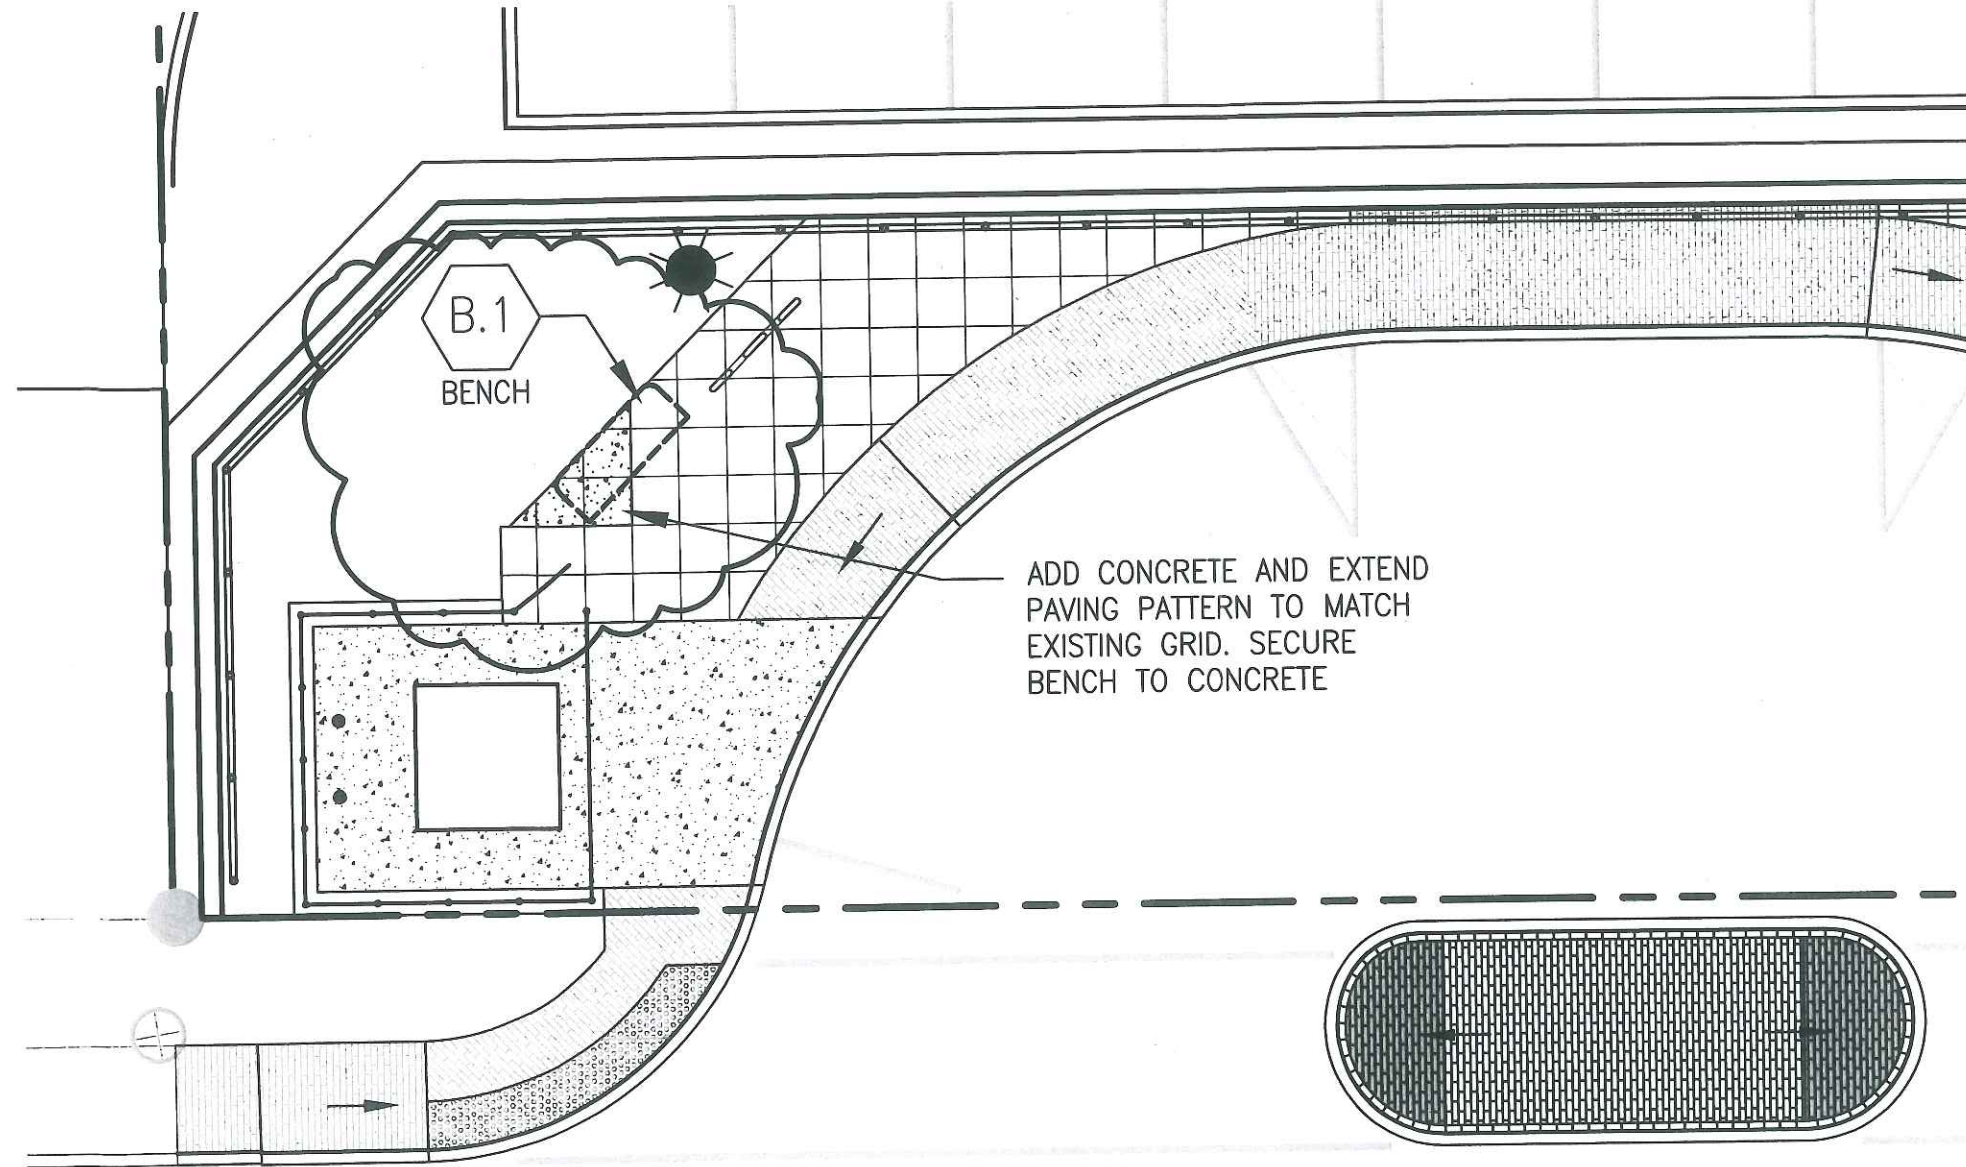 B.1
BENCH
ADD CONCRETE AND EXTEND
PAVING PATTERN TO MATCH
EXISTING GRID. SECURE
BENCH TO CONCRETE